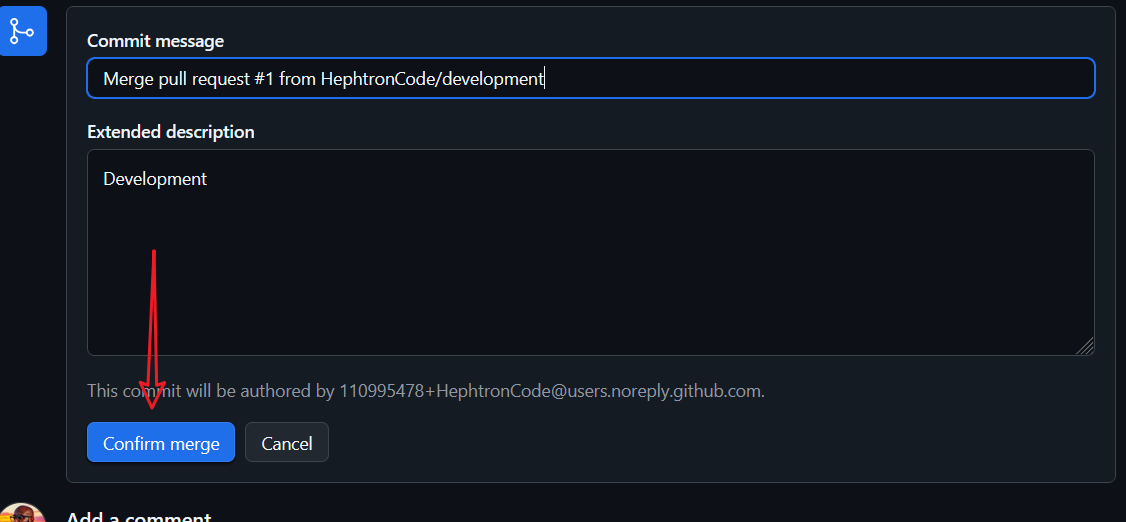 Commit message
Merge pull request #1 from HephtronCode/development
Extended description
Development
This commit will be authored by 110995478+HephtronCode@users.noreply.github.com.
Confirm merge
Cancel
Add a comment